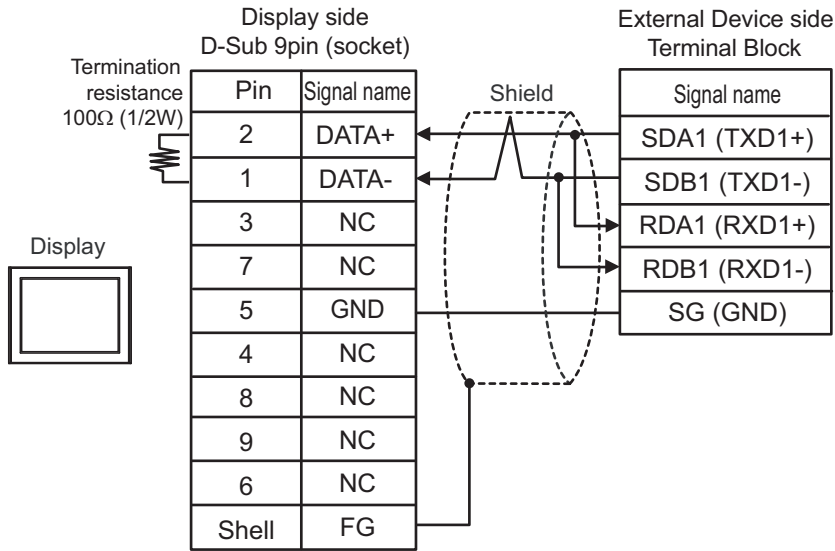 Display side
D-Sub 9pin (socket)
External Device side
Terminal Block
Termination
resistance
100Ω (1/2W)
Shield
Display
Pin Signal name
2 DATA+
1 DATA-
3 NC
7 NC
5 GND
4 NC
8 NC
9 NC
6 NC
Shell FG
Signal name
SDA1 (TXD1+)
SDB1 (TXD1-)
RDA1 (RXD1+)
RDB1 (RXD1-)
SG (GND)